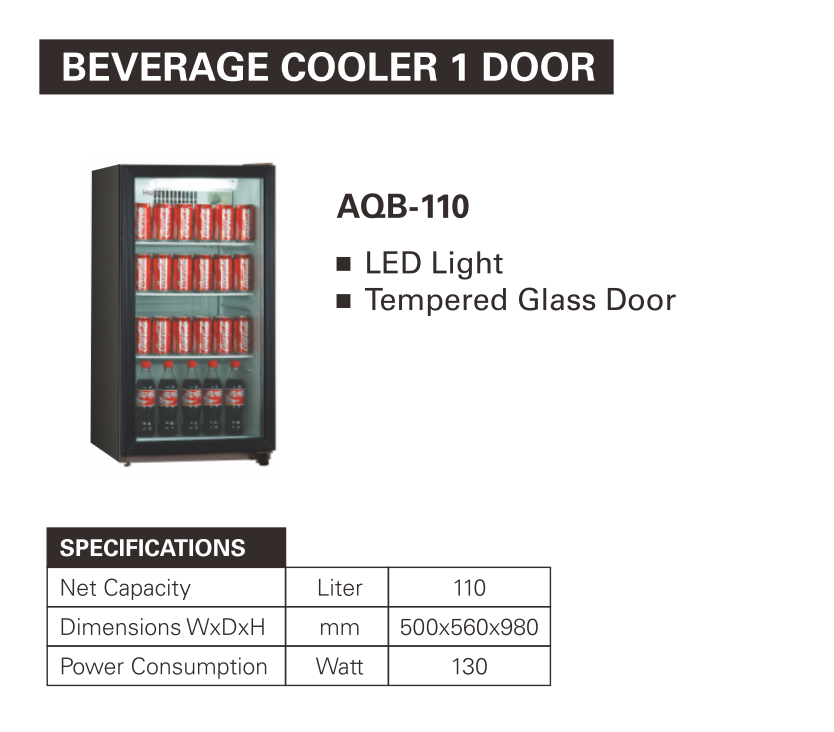 BEVERAGE COOLER 1 DOOR
AQB-110
■ LED Light
■ Tempered Glass Door
SPECIFICATIONS
Net Capacity Liter 110
Dimensions WxDxH mm 500x560x980
Power Consumption Watt 130